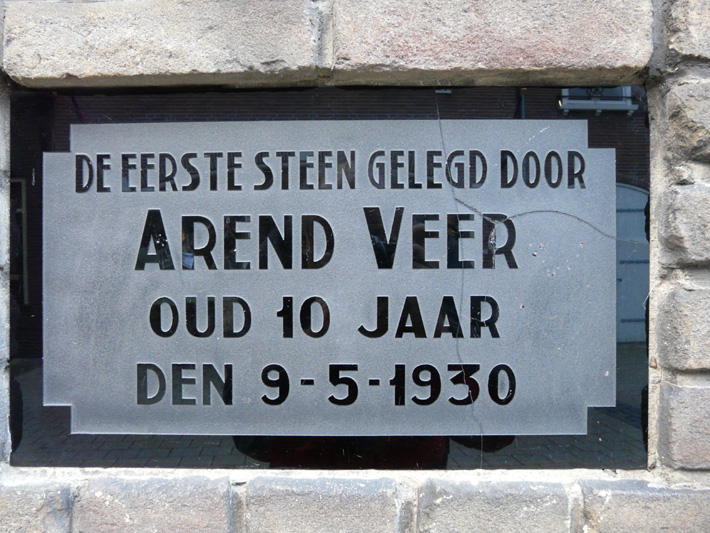 DE EERSTE STEEN GELEGD DOOR
AREND VEER
OUD 10 JAAR
DEN 9-5-1930